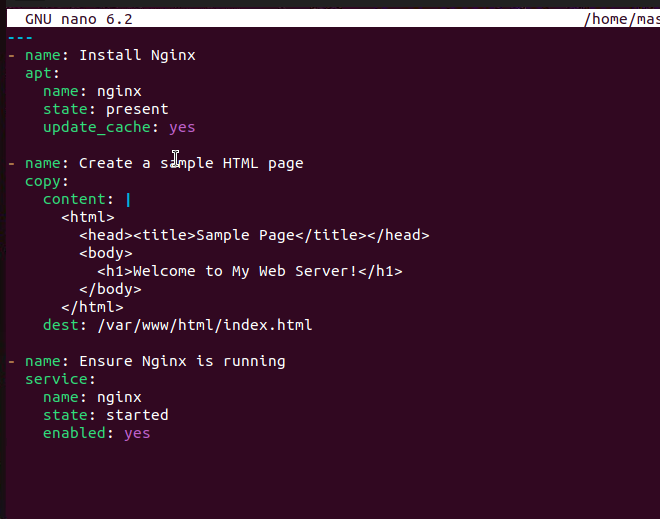 GNU nano 6.2 /home/mas
---
- name: Install Nginx
  apt:
    name: nginx
    state: present
    update_cache: yes

- name: Create a sample HTML page
  copy:
    content: |
      <html>
        <head><title>Sample Page</title></head>
        <body>
          <h1>Welcome to My Web Server!</h1>
        </body>
      </html>
    dest: /var/www/html/index.html

- name: Ensure Nginx is running
  service:
    name: nginx
    state: started
    enabled: yes